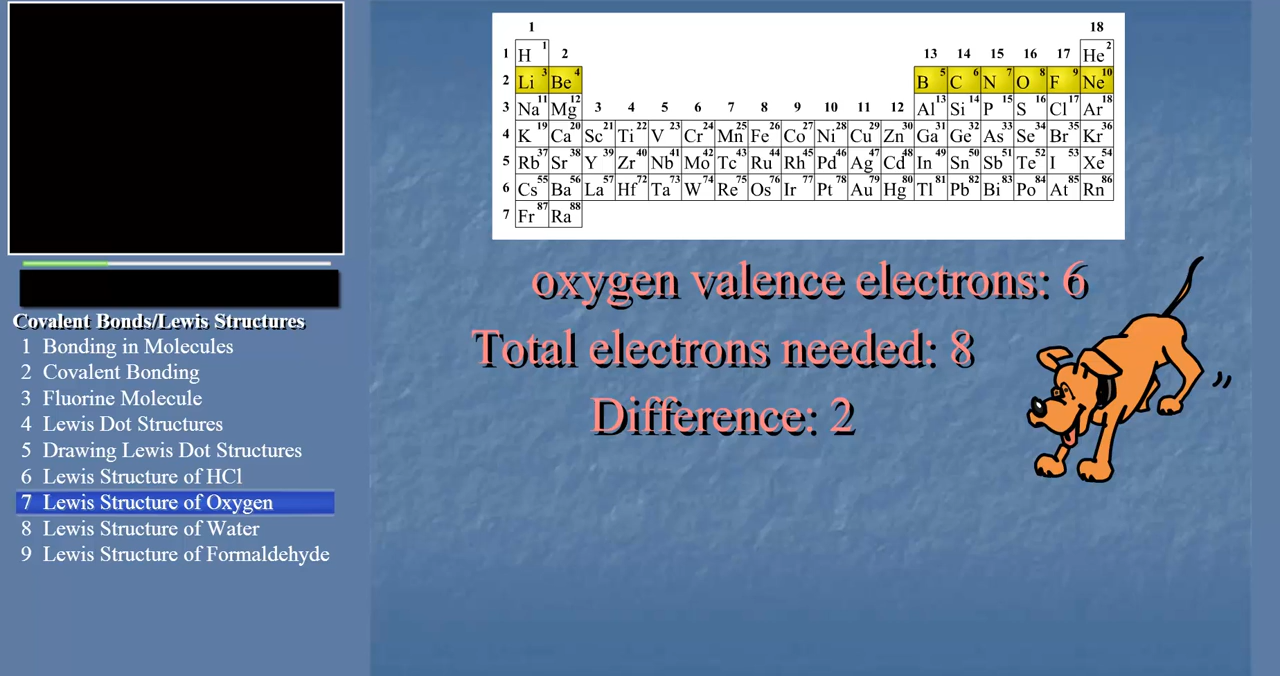 Covalent Bonds/Lewis Structures
1 Bonding in Molecules
2 Covalent Bonding
3 Fluorine Molecule
4 Lewis Dot Structures
5 Drawing Lewis Dot Structures
6 Lewis Structure of HCl
7 Lewis Structure of Oxygen
8 Lewis Structure of Water
9 Lewis Structure of Formaldehyde
1 18
1 H 1 2 13 14 15 16 17 He 2
2 Li 3 Be 4 B 5 C 6 N 7 O 8 F 9 Ne 10
3 Na 11 Mg 12 3 4 5 6 7 8 9 10 11 12 Al 13 Si 14 P 15 S 16 Cl 17 Ar 18
4 K 19 Ca 20 Sc 21 Ti 22 V 23 Cr 24 Mn 25 Fe 26 Co 27 Ni 28 Cu 29 Zn 30 Ga 31 Ge 32 As 33 Se 34 Br 35 Kr 36
5 Rb 37 Sr 38 Y 39 Zr 40 Nb 41 Mo 42 Tc 43 Ru 44 Rh 45 Pd 46 Ag 47 Cd 48 In 49 Sn 50 Sb 51 Te 52 I 53 Xe 54
6 Cs 55 Ba 56 La 57 Hf 72 Ta 73 W 74 Re 75 Os 76 Ir 77 Pt 78 Au 79 Hg 80 Tl 81 Pb 82 Bi 83 Po 84 At 85 Rn 86
7 Fr 87 Ra 88
oxygen valence electrons: 6
Total electrons needed: 8
Difference: 2